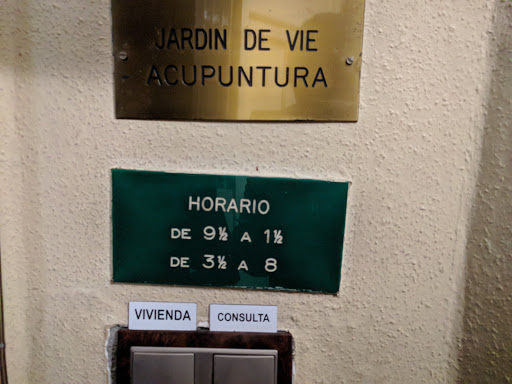 JARDIN DE VIE
ACUPUNTURA
HORARIO
DE 9½ A 1½
DE 3½ A 8
VIVIENDA
CONSULTA